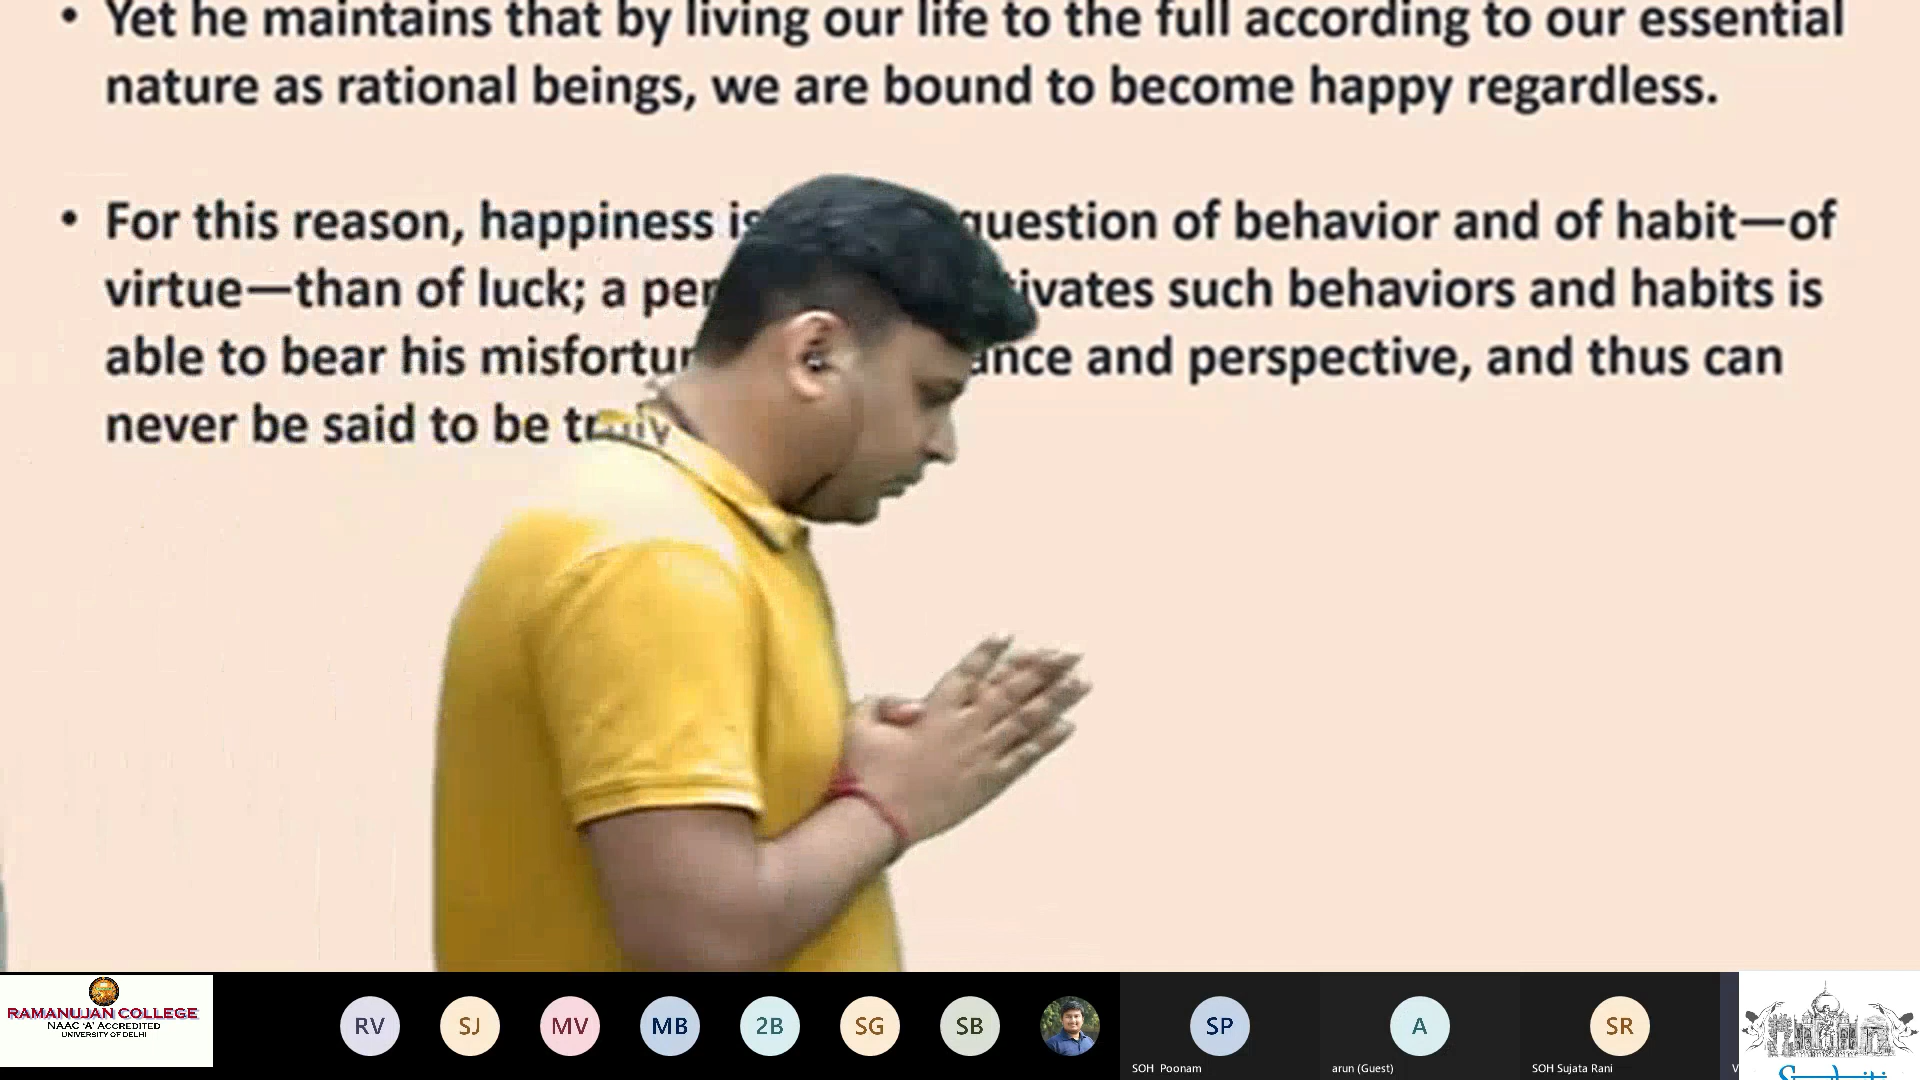 • Yet he maintains that by living our life to the full according to our essential
nature as rational beings, we are bound to become happy regardless.
• For this reason, happiness is question of behavior and of habit—of
virtue—than of luck; a such behaviors and habits is
able to bear his and perspective, and thus can
never be said to be
RAMANUJAN COLLEGE
NAAC 'A' ACCREDITED
UNIVERSITY OF DELHI
RV SJ MV MB 2B SG SB SP A SR
SOH Poonam arun (Guest) SOH Sujata Rani